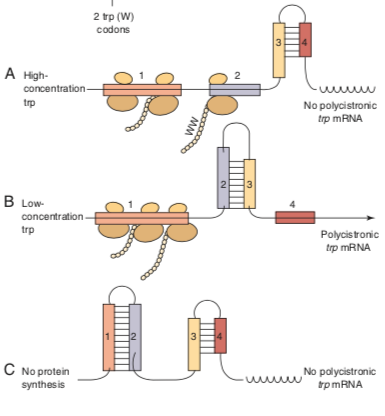 2 trp (W)
codons
3
4
A
High-
concentration
trp
1
2
WW
No polycistronic
trp mRNA
2
3
B
Low-
concentration
trp
1
4
Polycistronic
trp mRNA
1
2
3
4
C
No protein
synthesis
No polycistronic
trp mRNA